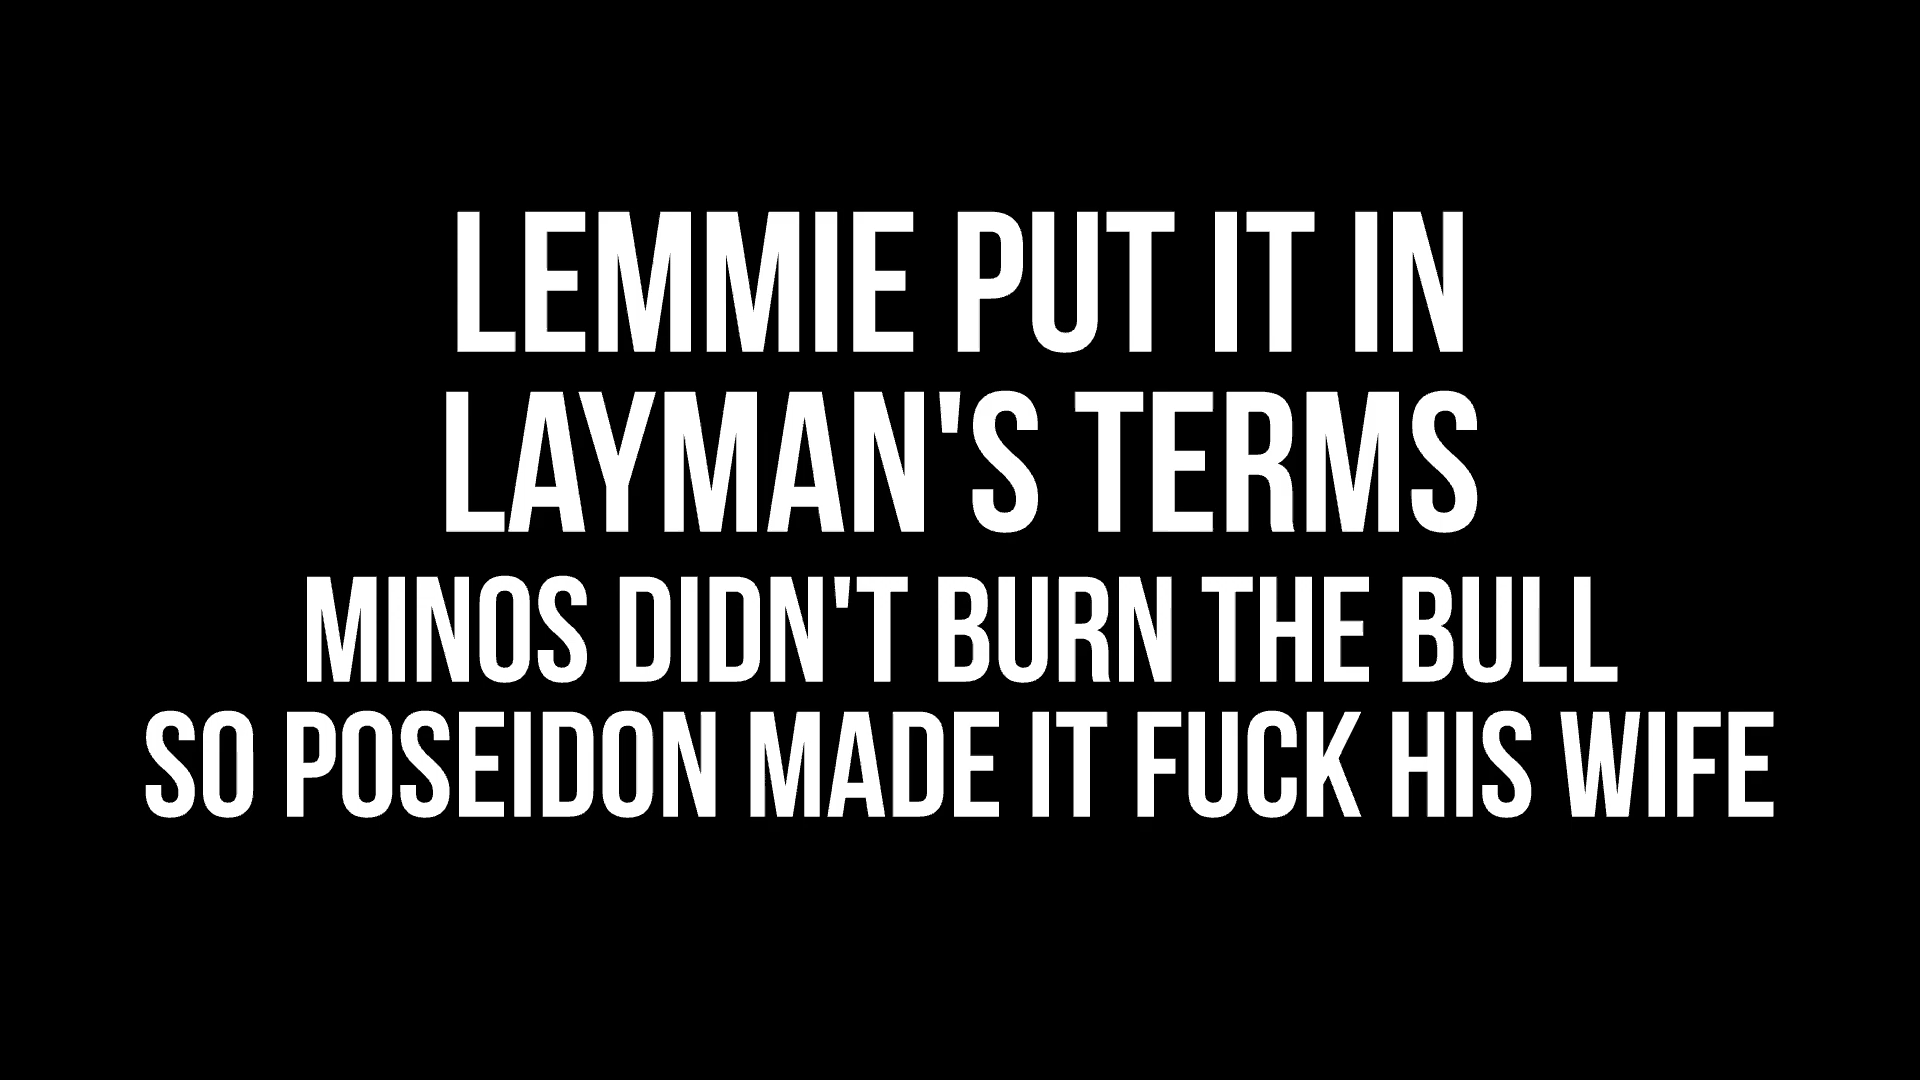 LEMMIE PUT IT IN
LAYMAN'S TERMS
MINOS DIDN'T BURN THE BULL
SO POSEIDON MADE IT FUCK HIS WIFE